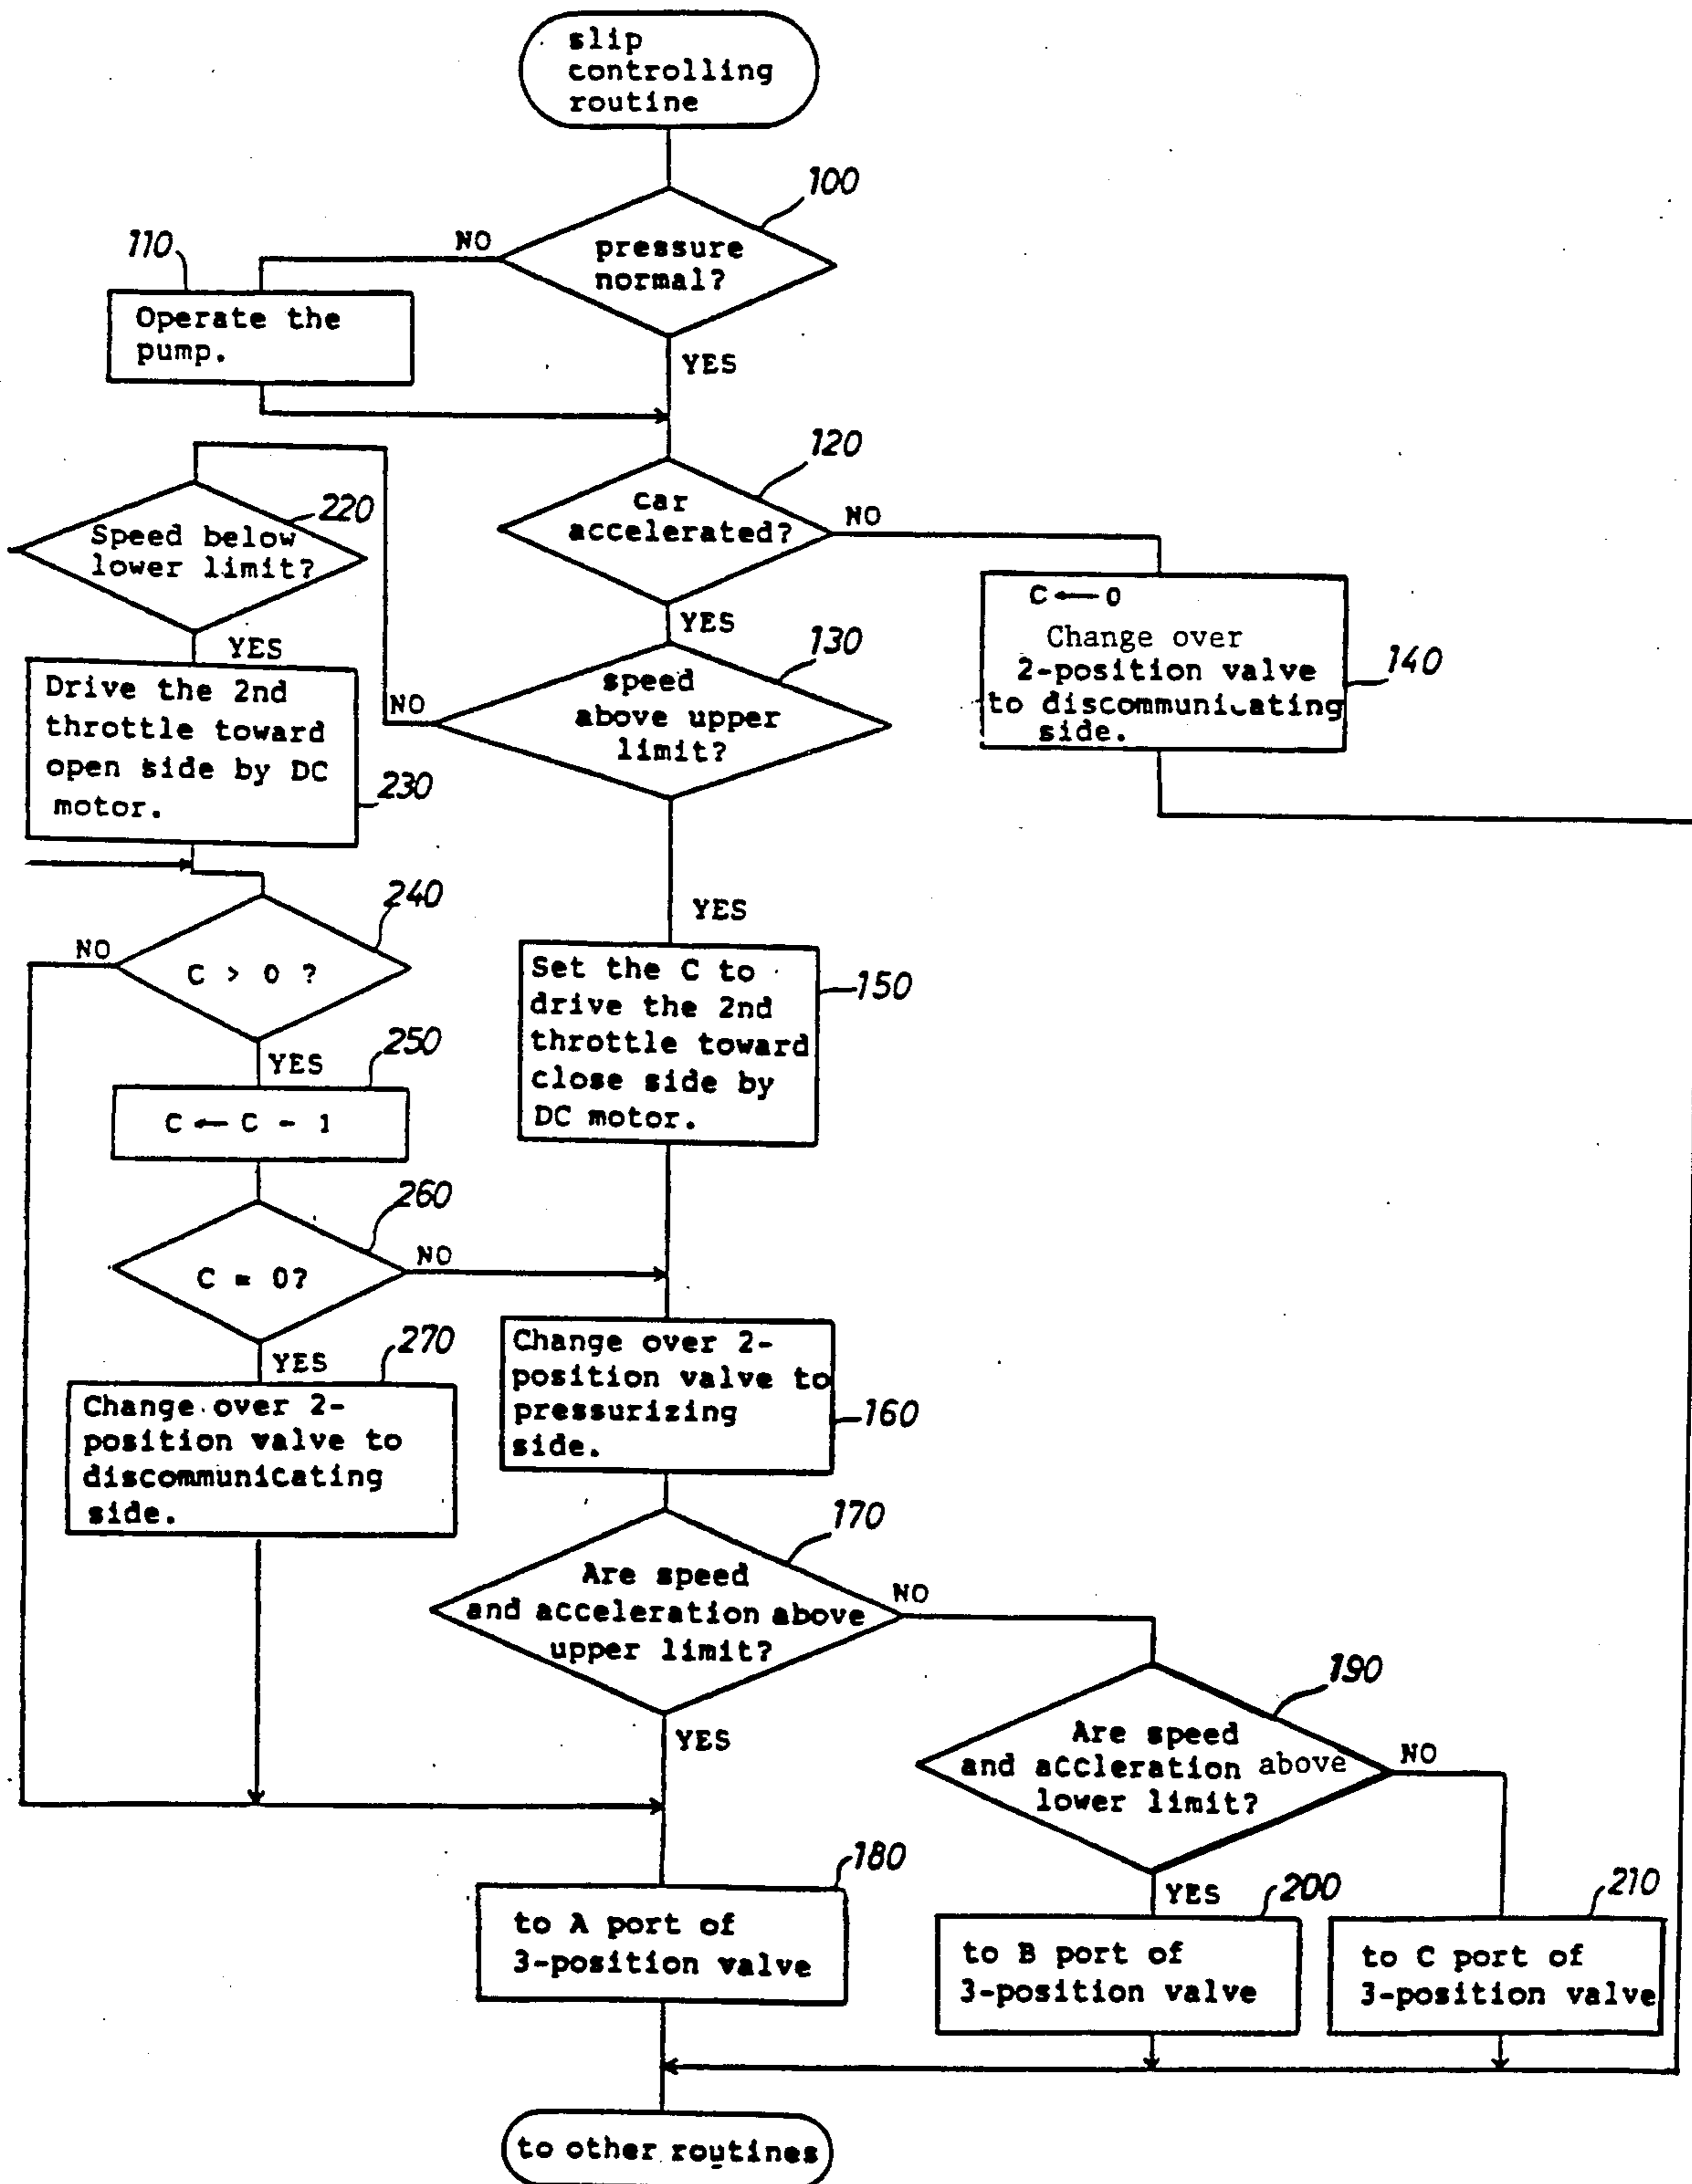 slip
controlling
routine
100
pressure
normal?
NO
YES
110
Operate the
pump.
120
car
accelerated?
NO
YES
220
Speed below
lower limit?
YES
130
speed
above upper
limit?
NO
YES
C ← 0
Change over
2-position valve
to discommunicating
side.
140
Drive the 2nd
throttle toward
open side by DC
motor.
230
240
C > 0 ?
NO
YES
Set the C to
drive the 2nd
throttle toward
close side by
DC motor.
150
250
C ← C - 1
260
C = 0?
NO
YES
270
Change over 2-
position valve to
discommunicating
side.
Change over 2-
position valve to
pressurizing
side.
160
170
Are speed
and acceleration above
upper limit?
NO
YES
190
Are speed
and accleration above
lower limit?
NO
YES
180
to A port of
3-position valve
200
to B port of
3-position valve
210
to C port of
3-position valve
to other routines